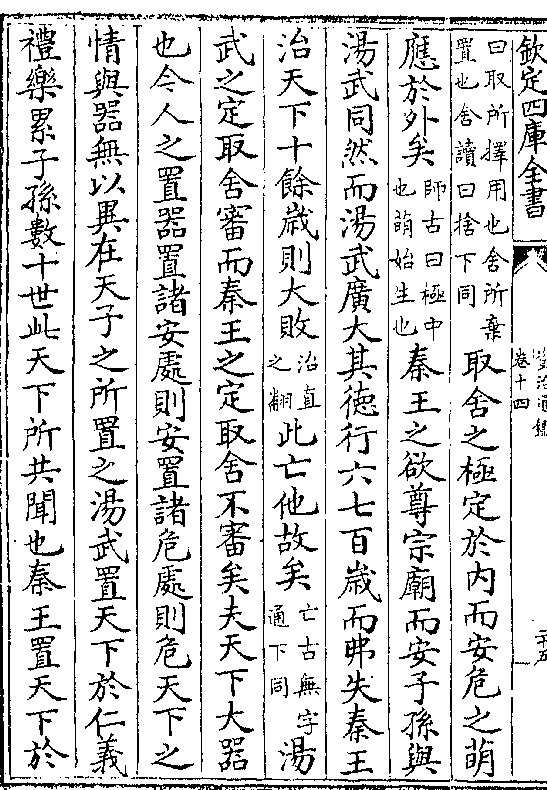 欽定四庫全書
資治通鑑
卷十四
二十五
曰取所擇用也舍所棄
置也舍讀曰捨下同
取舍之極定於內而安危之萌
應於外矣
師古曰極中
也萌始生也
秦王之欲尊宗廟而安子孫與
湯武同然而湯武廣大其德行六七百歲而弗失秦王
治天下十餘歲則大敗
治直
之翻
此亡他故矣
亡古無字
通下同
湯
武之定取舍審而秦王之定取舍不審矣夫天下大器
也今人之置器置諸安處則安置諸危處則危天下之
情與器無以異在天子之所置之湯武置天下於仁義
禮樂累子孫數十世此天下所共聞也秦王置天下於